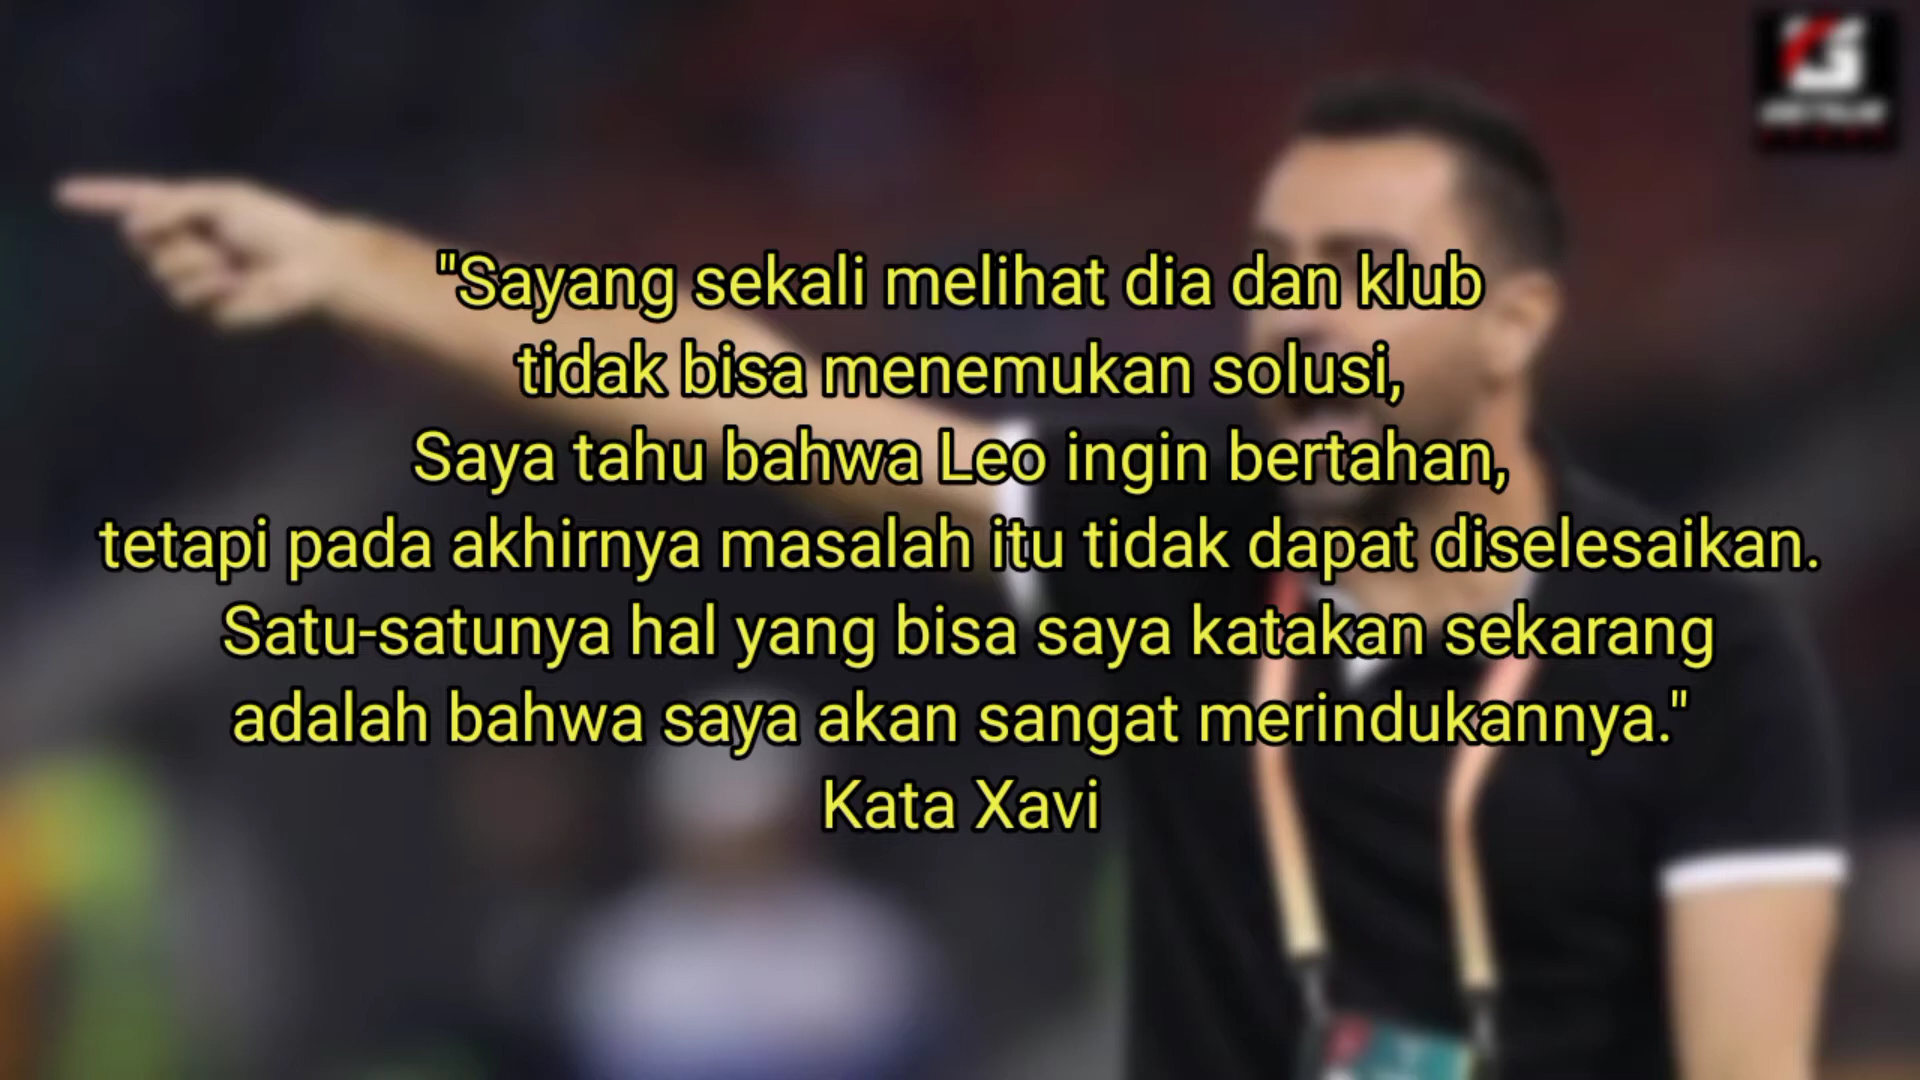 "Sayang sekali melihat dia dan klub
tidak bisa menemukan solusi,
Saya tahu bahwa Leo ingin bertahan,
tetapi pada akhirnya masalah itu tidak dapat diselesaikan.
Satu-satunya hal yang bisa saya katakan sekarang
adalah bahwa saya akan sangat merindukannya."
Kata Xavi